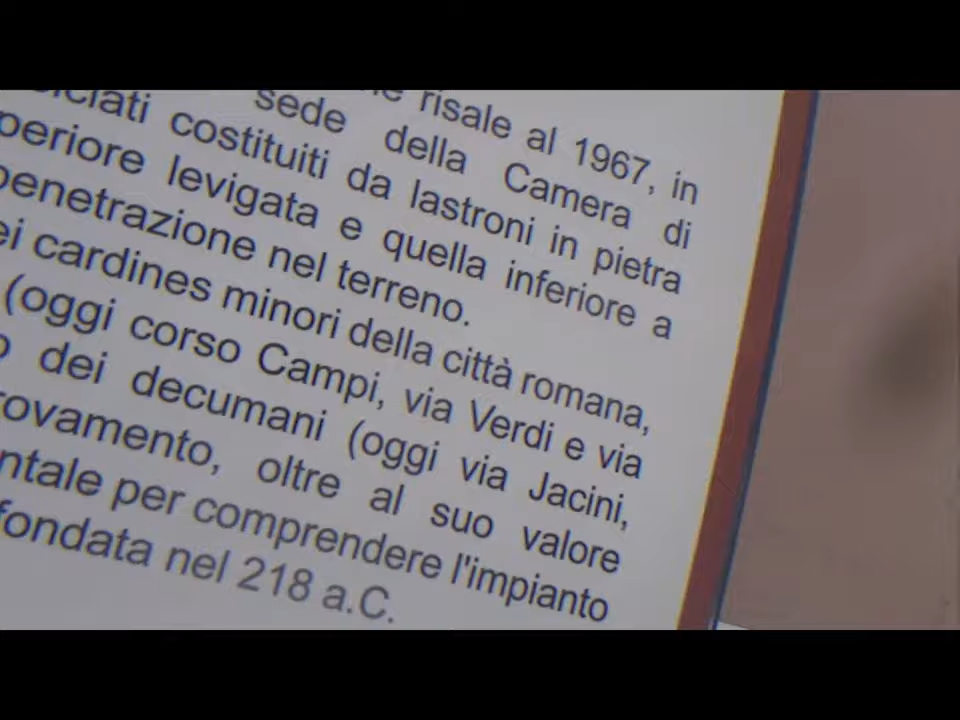 risale al 1967, in
sede della Camera di
ciati costituiti da lastroni in pietra
periore levigata e quella inferiore a
penetrazione nel terreno.
ei cardines minori della città romana,
(oggi corso Campi, via Verdi e via
o dei decumani (oggi via Jacini,
rovamento, oltre al suo valore
ntale per comprendere l'impianto
fondata nel 218 a.C.